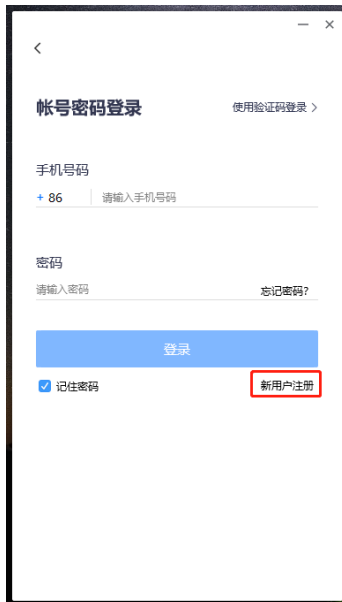 帐号密码登录 使用验证码登录 >
手机号码
+ 86 请输入手机号码
密码
请输入密码 忘记密码?
登录
记住密码 新用户注册